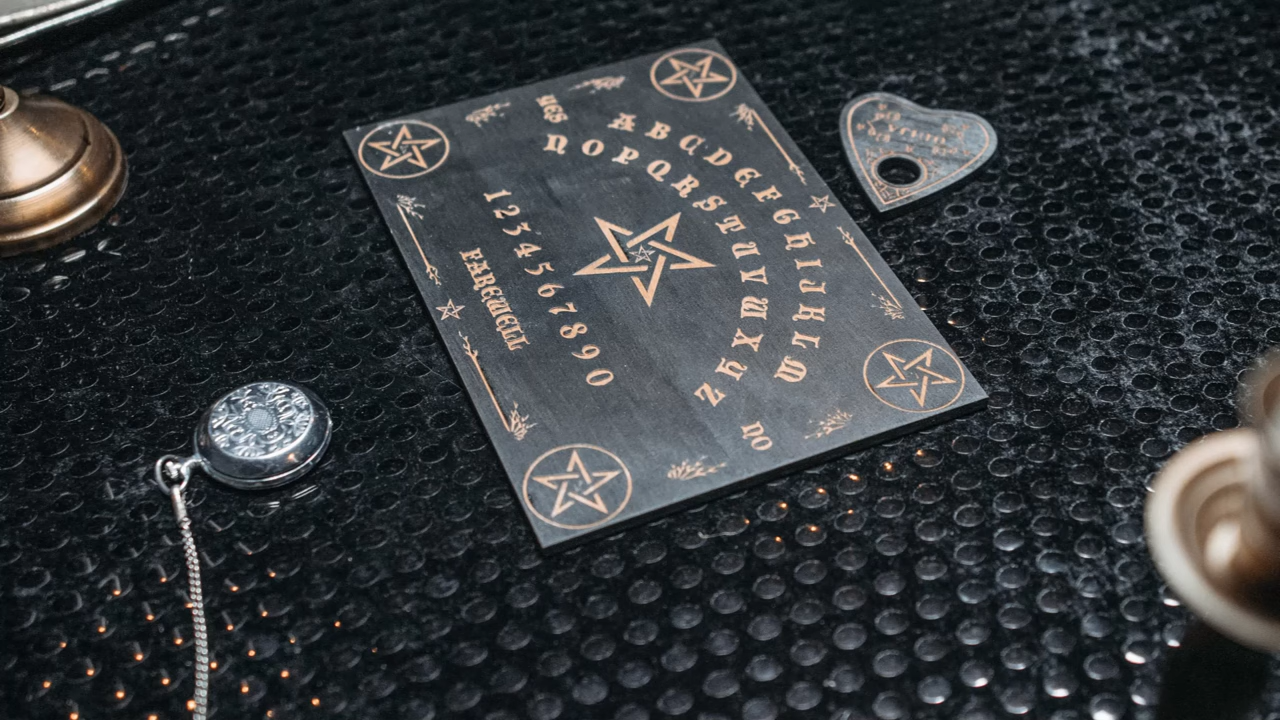 YES
NO
ABCDEFGHIJKLM
NOPQRSTUVWXYZ
1234567890
FAREWELL